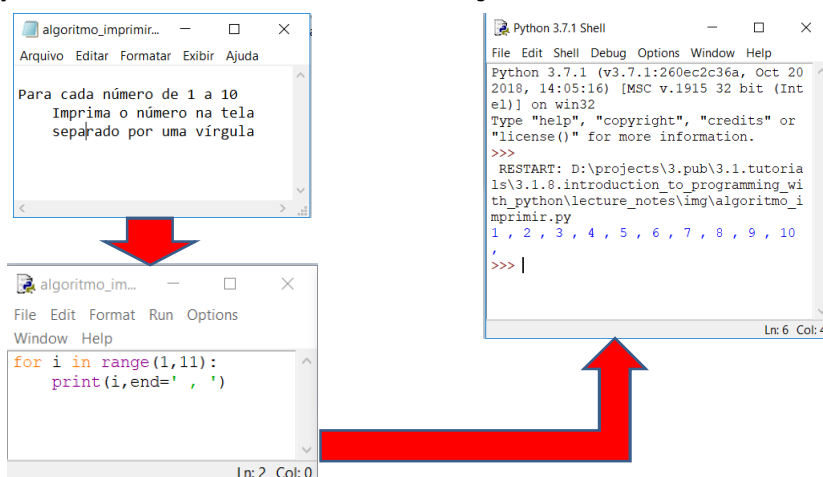 algoritmo_imprimir...
Arquivo Editar Formatar Exibir Ajuda
Para cada número de 1 a 10
Imprima o número na tela
separado por uma vírgula
algoritmo_im...
File Edit Format Run Options
Window Help
for i in range(1,11):
print(i,end=' , ')
Ln: 2 Col: 0
Python 3.7.1 Shell
File Edit Shell Debug Options Window Help
Python 3.7.1 (v3.7.1:260ec2c36a, Oct 20
2018, 14:05:16) [MSC v.1915 32 bit (Int
el)] on win32
Type "help", "copyright", "credits" or
"license()" for more information.
>>>
RESTART: D:\projects\3.pub\3.1.tutoria
ls\3.1.8.introduction_to_programming_wi
th_python\lecture_notes\img\algoritmo_i
mprimir.py
1 , 2 , 3 , 4 , 5 , 6 , 7 , 8 , 9 , 10
,
>>>
Ln: 6 Col: 4